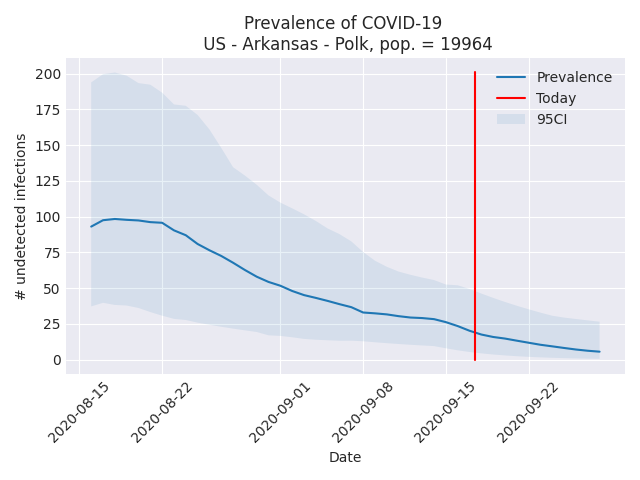 Prevalence of COVID-19
US - Arkansas - Polk, pop. = 19964
Prevalence
Today
95CI
# undetected infections
200
175
150
125
100
75
50
25
0
2020-08-15
2020-08-22
2020-09-01
2020-09-08
2020-09-15
2020-09-22
Date